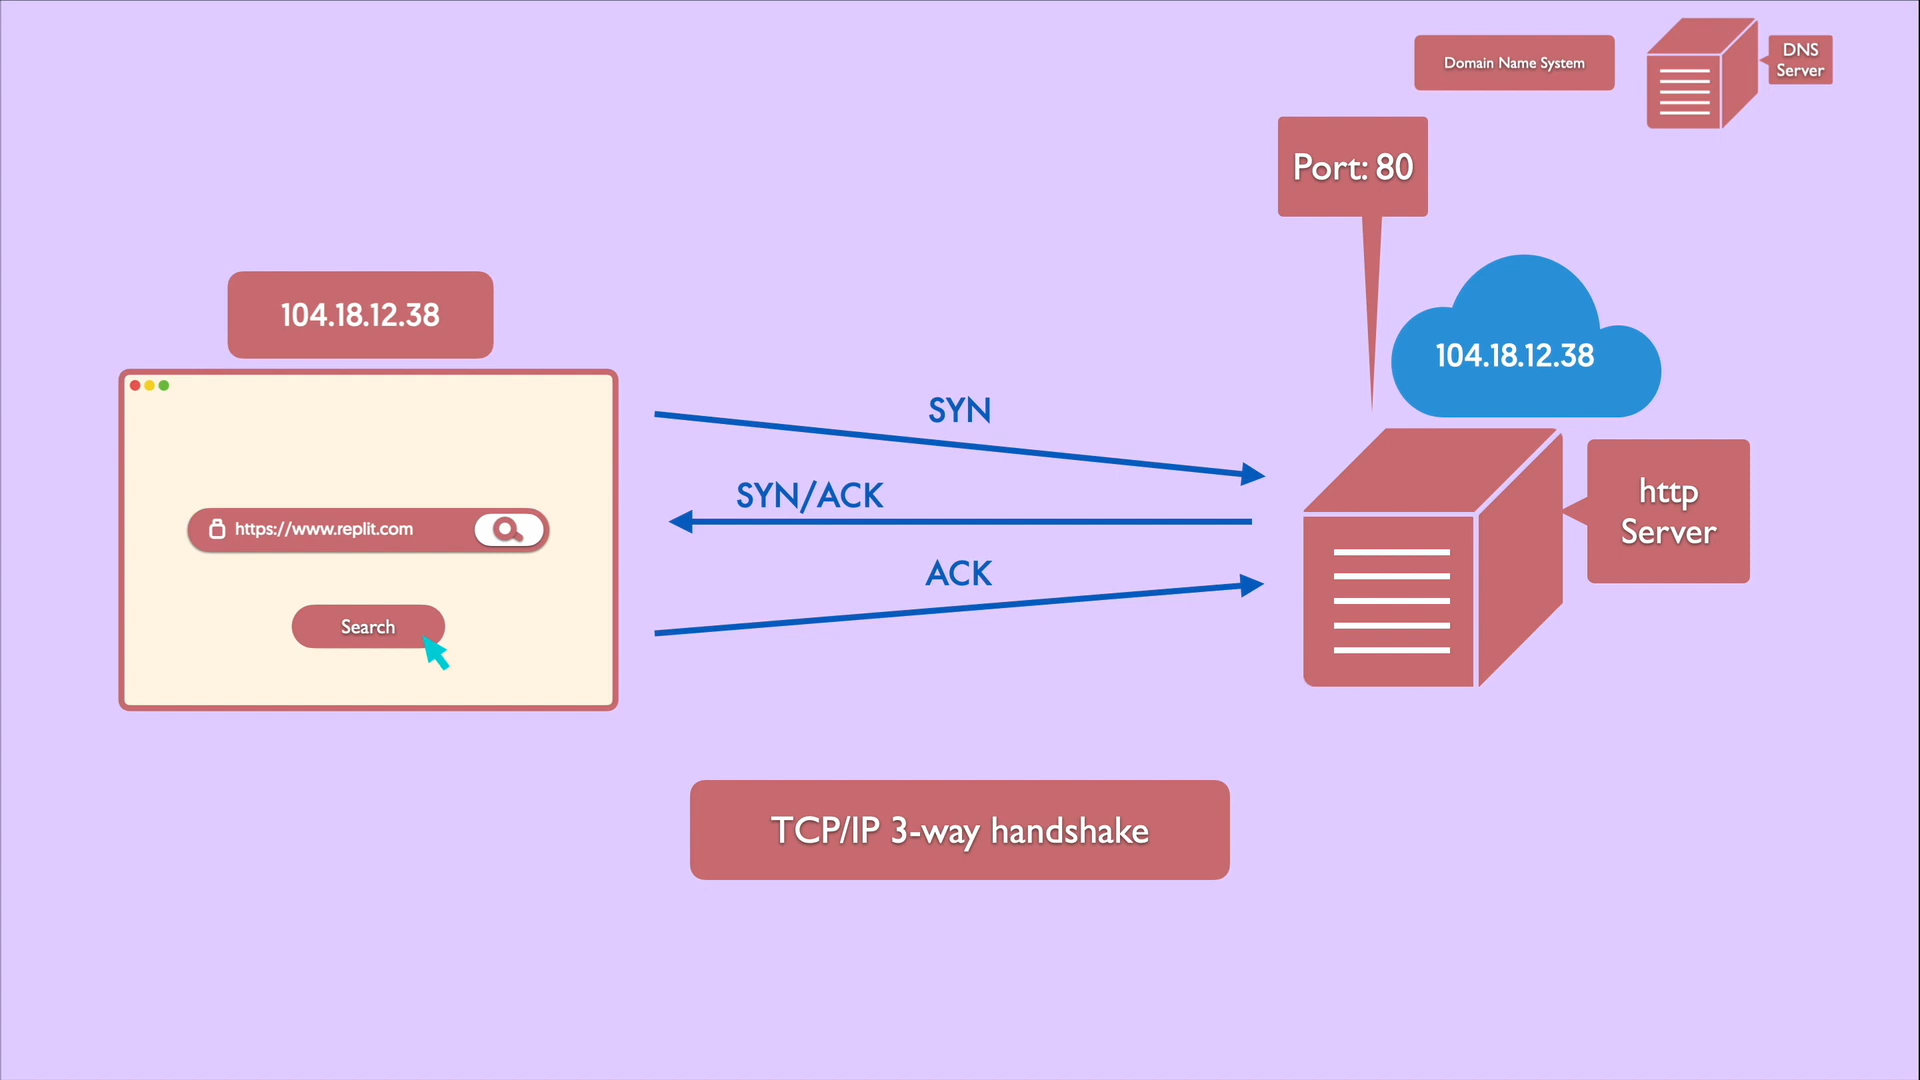 Domain Name System
DNS
Server
Port: 80
104.18.12.38
104.18.12.38
SYN
SYN/ACK
ACK
https://www.replit.com
Search
http
Server
TCP/IP 3-way handshake